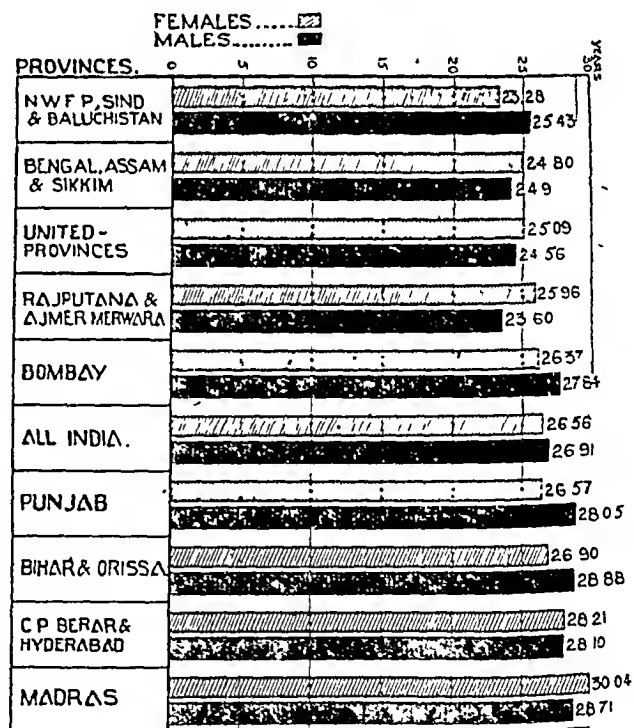 FEMALES......
MALES.........
PROVINCES.
0 5 10 15 20 25 30 YEARS
N W F P, SIND
& BALUCHISTAN
23 28
25 43
BENGAL, ASSAM
& SIKKIM
24 80
24 9
UNITED-
PROVINCES
25 09
24 56
RAJPUTANA &
AJMER MERWARA
25 96
23 60
BOMBAY
26 37
27 84
ALL INDIA.
26 56
26 91
PUNJAB
26 57
28 05
BIHAR & ORISSA
26 90
28 88
C P BERAR &
HYDERABAD
28 21
28 10
MADRAS
30 04
28 71